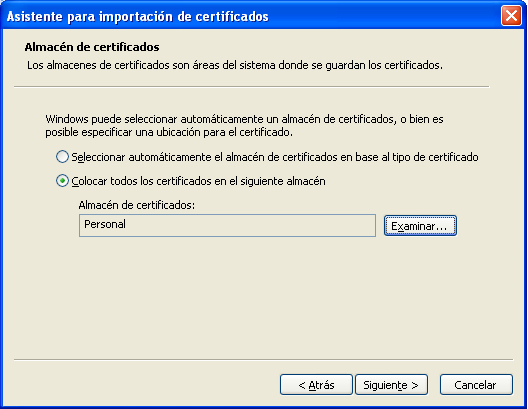 Asistente para importación de certificados
Almacén de certificados
Los almacenes de certificados son áreas del sistema donde se guardan los certificados.
Windows puede seleccionar automáticamente un almacén de certificados, o bien es
posible especificar una ubicación para el certificado.
Seleccionar automáticamente el almacén de certificados en base al tipo de certificado
Colocar todos los certificados en el siguiente almacén
Almacén de certificados:
Personal
Examinar...
< Atrás
Siguiente >
Cancelar